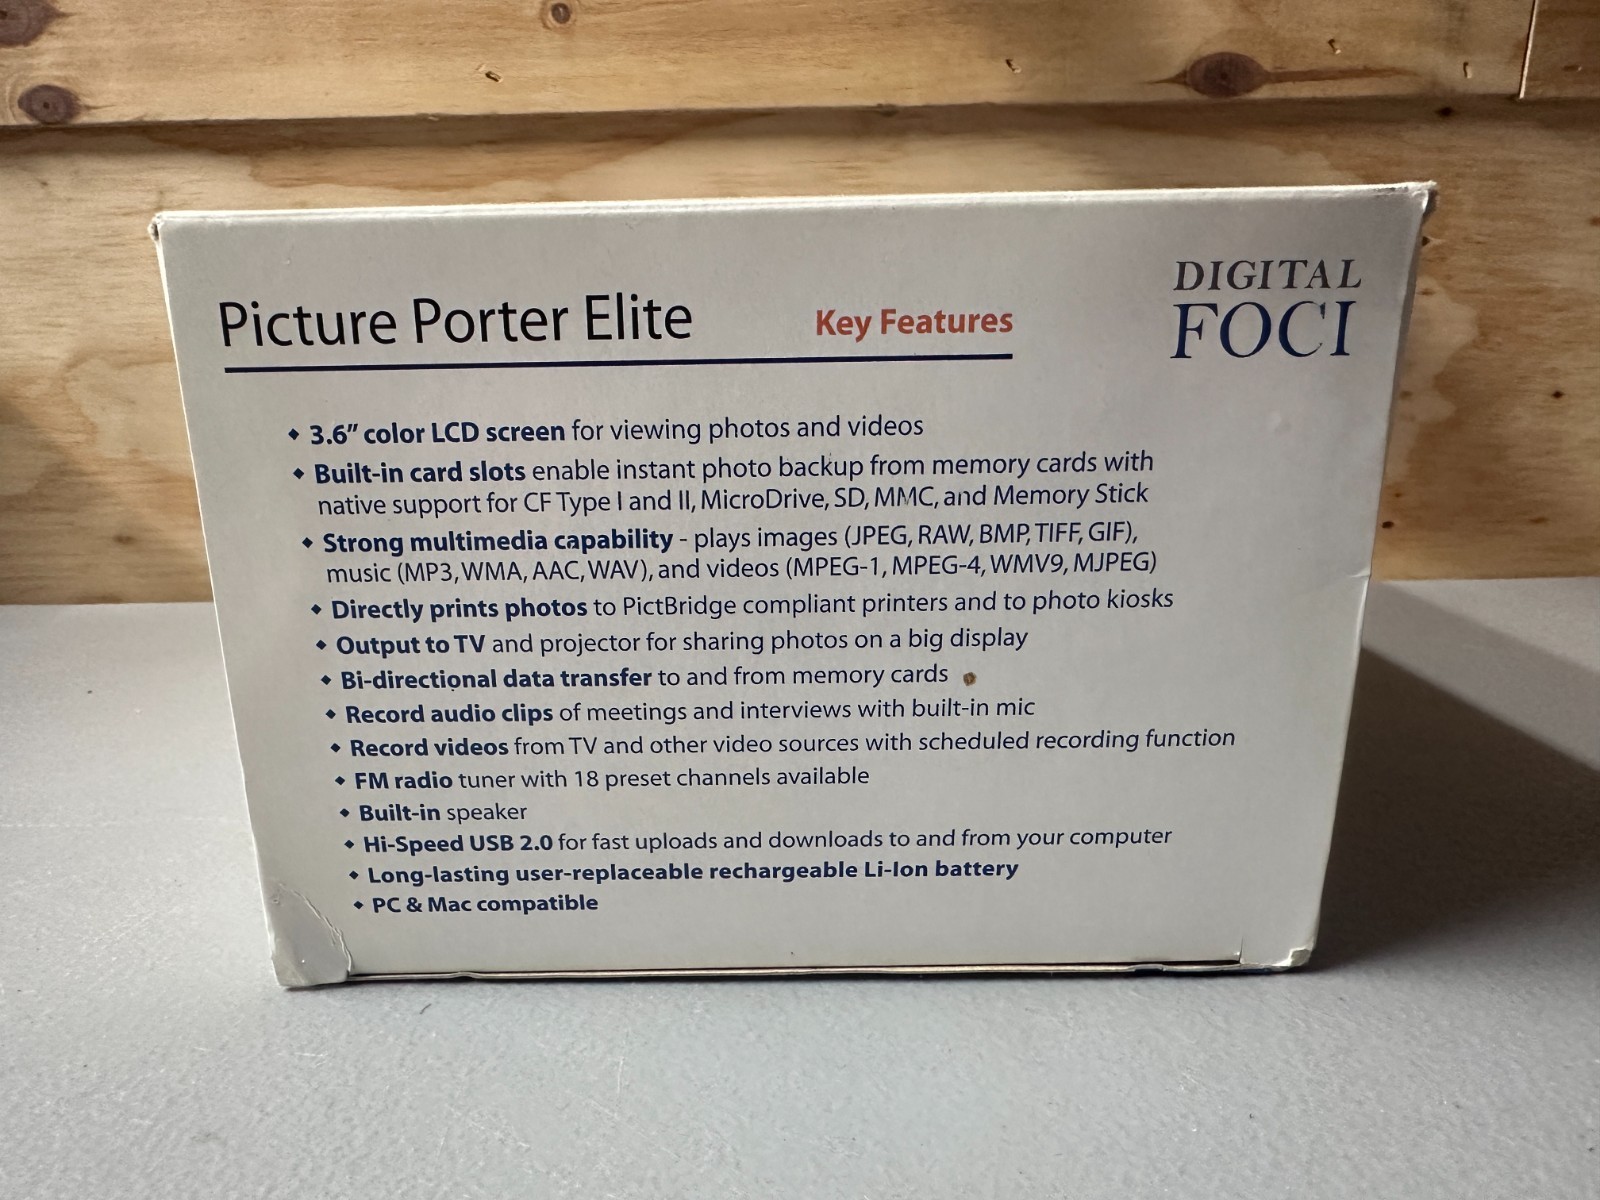 DIGITAL
FOCI
Picture Porter Elite Key Features
◆ 3.6” color LCD screen for viewing photos and videos
◆ Built-in card slots enable instant photo backup from memory cards with
native support for CF Type I and II, MicroDrive, SD, MMC, and Memory Stick
◆ Strong multimedia capability - plays images (JPEG, RAW, BMP, TIFF, GIF),
music (MP3, WMA, AAC, WAV), and videos (MPEG-1, MPEG-4, WMV9, MJPEG)
◆ Directly prints photos to PictBridge compliant printers and to photo kiosks
◆ Output to TV and projector for sharing photos on a big display
◆ Bi-directional data transfer to and from memory cards
◆ Record audio clips of meetings and interviews with built-in mic
◆ Record videos from TV and other video sources with scheduled recording function
◆ FM radio tuner with 18 preset channels available
◆ Built-in speaker
◆ Hi-Speed USB 2.0 for fast uploads and downloads to and from your computer
◆ Long-lasting user-replaceable rechargeable Li-Ion battery
◆ PC & Mac compatible